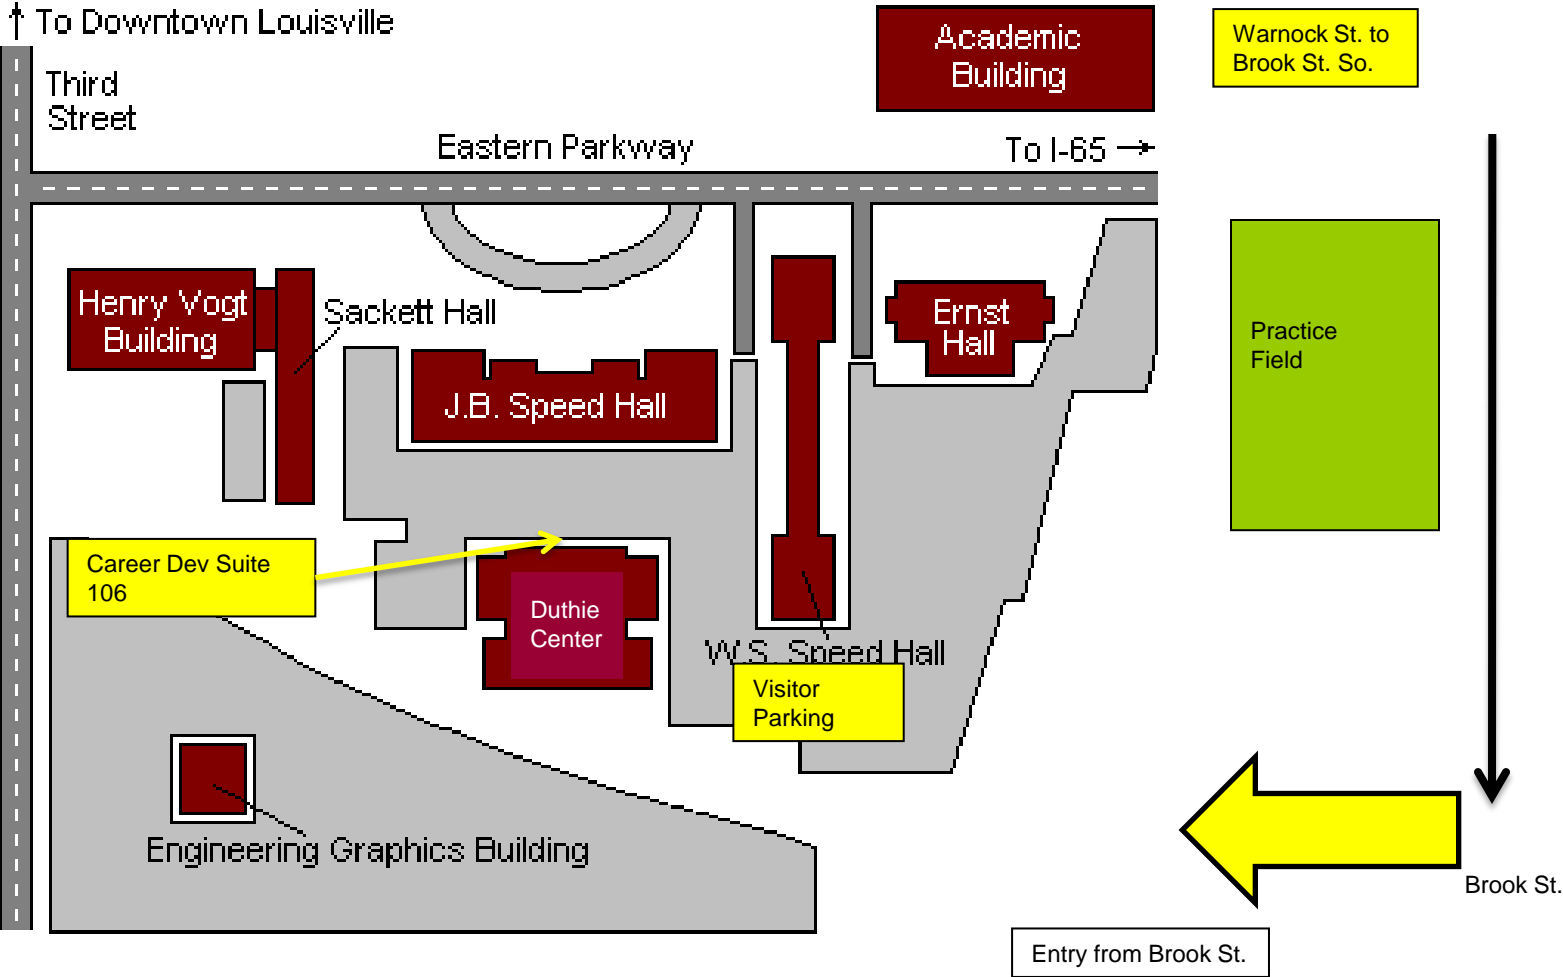 To Downtown Louisville
Academic
Building
Warnock St. to
Brook St. So.
Third
Street
Eastern Parkway
To I-65
Henry Vogt
Building
Sackett Hall
Ernst
Hall
Practice
Field
J.B. Speed Hall
Career Dev Suite
106
Duthie
Center
W.S. Speed Hall
Visitor
Parking
Engineering Graphics Building
Brook St.
Entry from Brook St.